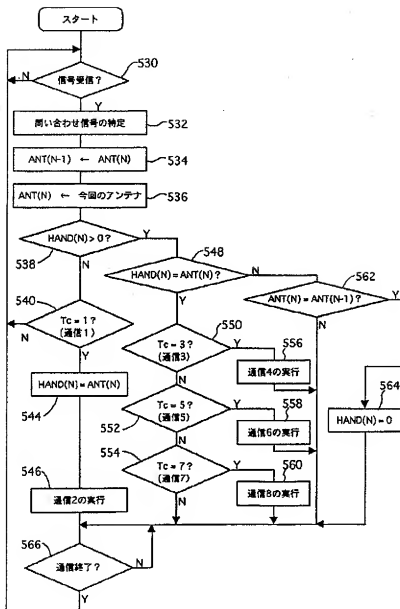 スタート
530
信号受信?
N
Y
問い合わせ信号の特定
532
ANT(N-1) ← ANT(N)
534
ANT(N) ← 今回のアンテナ
536
HAND(N)>0?
538
Y
N
548
HAND(N)=ANT(N)?
N
Y
562
ANT(N)=ANT(N-1)?
Y
N
540
Tc=1?
(通信1)
N
Y
550
Tc=3?
(通信3)
Y
N
556
通信4の実行
564
HAND(N)=0
HAND(N)=ANT(N)
544
552
Tc=5?
(通信5)
Y
N
558
通信6の実行
554
Tc=7?
(通信7)
Y
N
560
通信8の実行
546
通信2の実行
566
通信終了?
N
Y